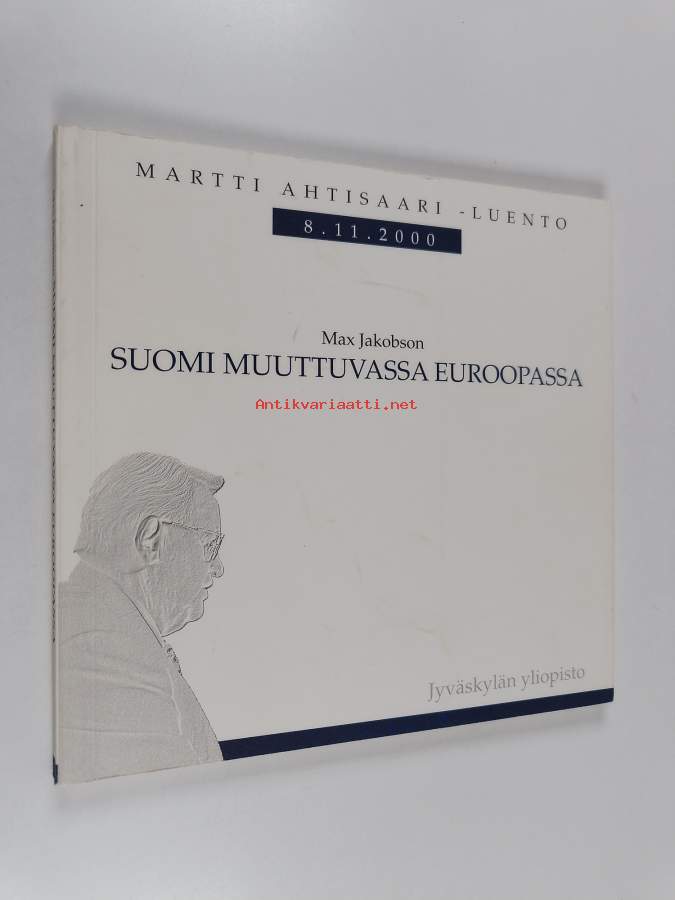 MARTTI AHTISAARI -LUENTO
8.11.2000
Max Jakobson
SUOMI MUUTTUVASSA EUROOPASSA
Antikvariaatti.net
Jyväskylän yliopisto